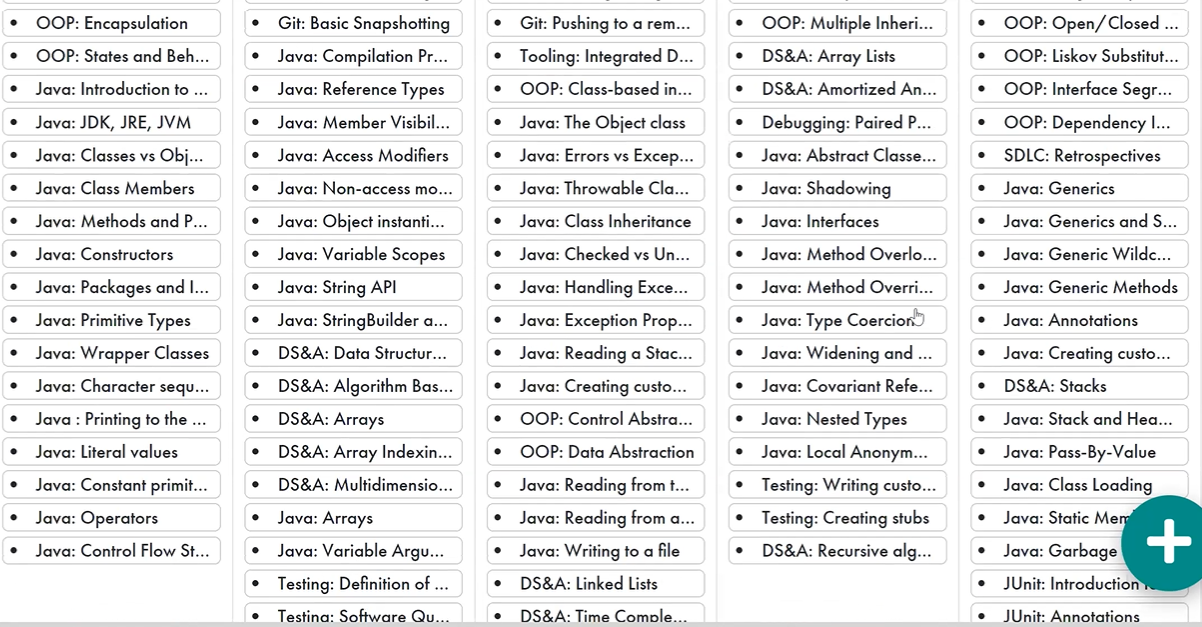 OOP: Encapsulation
OOP: States and Beh...
Java: Introduction to ...
Java: JDK, JRE, JVM
Java: Classes vs Obj...
Java: Class Members
Java: Methods and P...
Java: Constructors
Java: Packages and I...
Java: Primitive Types
Java: Wrapper Classes
Java: Character sequ...
Java : Printing to the ...
Java: Literal values
Java: Constant primit...
Java: Operators
Java: Control Flow St...
Git: Basic Snapshotting
Java: Compilation Pr...
Java: Reference Types
Java: Member Visibil...
Java: Access Modifiers
Java: Non-access mo...
Java: Object instanti...
Java: Variable Scopes
Java: String API
Java: StringBuilder a...
DS&A: Data Structur...
DS&A: Algorithm Bas...
DS&A: Arrays
DS&A: Array Indexin...
DS&A: Multidimensio...
Java: Arrays
Java: Variable Argu...
Testing: Definition of ...
Testing: Software Qu...
Git: Pushing to a rem...
Tooling: Integrated D...
OOP: Class-based in...
Java: The Object class
Java: Errors vs Excep...
Java: Throwable Cla...
Java: Class Inheritance
Java: Checked vs Un...
Java: Handling Exce...
Java: Exception Prop...
Java: Reading a Stac...
Java: Creating custo...
OOP: Control Abstra...
OOP: Data Abstraction
Java: Reading from t...
Java: Reading from a...
Java: Writing to a file
DS&A: Linked Lists
DS&A: Time Comple...
OOP: Multiple Inheri...
DS&A: Array Lists
DS&A: Amortized An...
Debugging: Paired P...
Java: Abstract Classe...
Java: Shadowing
Java: Interfaces
Java: Method Overlo...
Java: Method Overri...
Java: Type Coercion
Java: Widening and ...
Java: Covariant Refe...
Java: Nested Types
Java: Local Anonym...
Testing: Writing custo...
Testing: Creating stubs
DS&A: Recursive alg...
OOP: Open/Closed ...
OOP: Liskov Substitut...
OOP: Interface Segr...
OOP: Dependency I...
SDLC: Retrospectives
Java: Generics
Java: Generics and S...
Java: Generic Wildc...
Java: Generic Methods
Java: Annotations
Java: Creating custo...
DS&A: Stacks
Java: Stack and Hea...
Java: Pass-By-Value
Java: Class Loading
Java: Static Mem
Java: Garbage
JUnit: Introduction
JUnit: Annotations